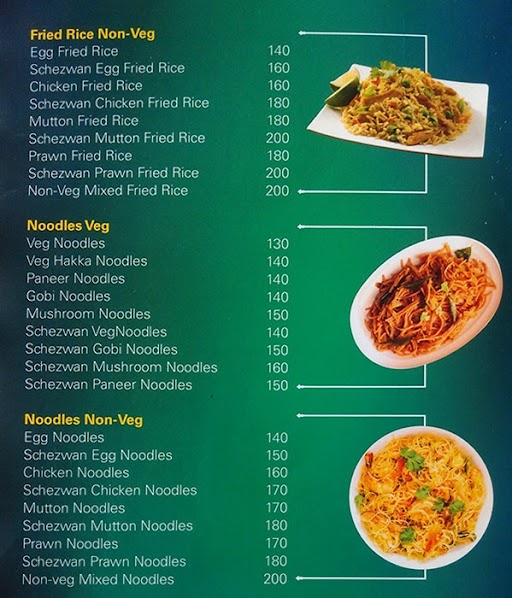 Fried Rice Non-Veg
Egg Fried Rice 140
Schezwan Egg Fried Rice 160
Chicken Fried Rice 160
Schezwan Chicken Fried Rice 180
Mutton Fried Rice 180
Schezwan Mutton Fried Rice 200
Prawn Fried Rice 180
Schezwan Prawn Fried Rice 200
Non-Veg Mixed Fried Rice 200
Noodles Veg
Veg Noodles 130
Veg Hakka Noodles 140
Paneer Noodles 140
Gobi Noodles 140
Mushroom Noodles 150
Schezwan VegNoodles 140
Schezwan Gobi Noodles 150
Schezwan Mushroom Noodles 160
Schezwan Paneer Noodles 150
Noodles Non-Veg
Egg Noodles 140
Schezwan Egg Noodles 150
Chicken Noodles 160
Schezwan Chicken Noodles 170
Mutton Noodles 170
Schezwan Mutton Noodles 180
Prawn Noodles 170
Schezwan Prawn Noodles 180
Non-veg Mixed Noodles 200